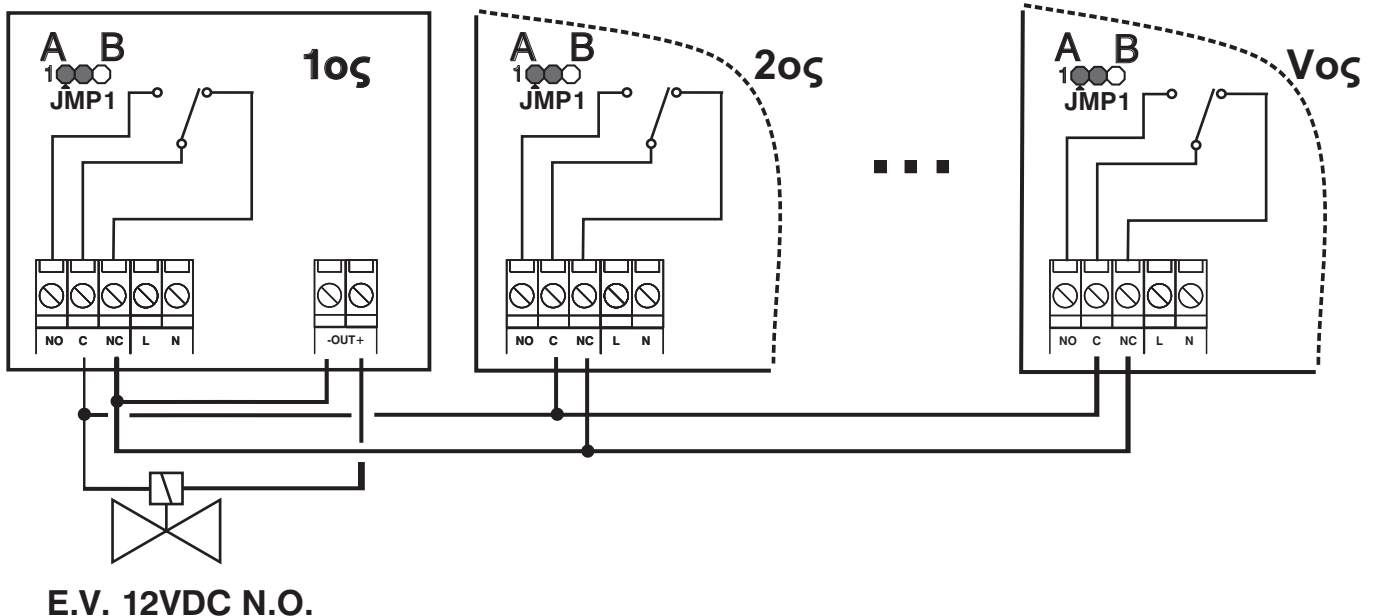 A B
1
JMP1
1ος
NO C NC L N
-OUT+
A B
1
JMP1
2ος
NO C NC L N
A B
1
JMP1
Vος
NO C NC L N
E.V. 12VDC N.O.